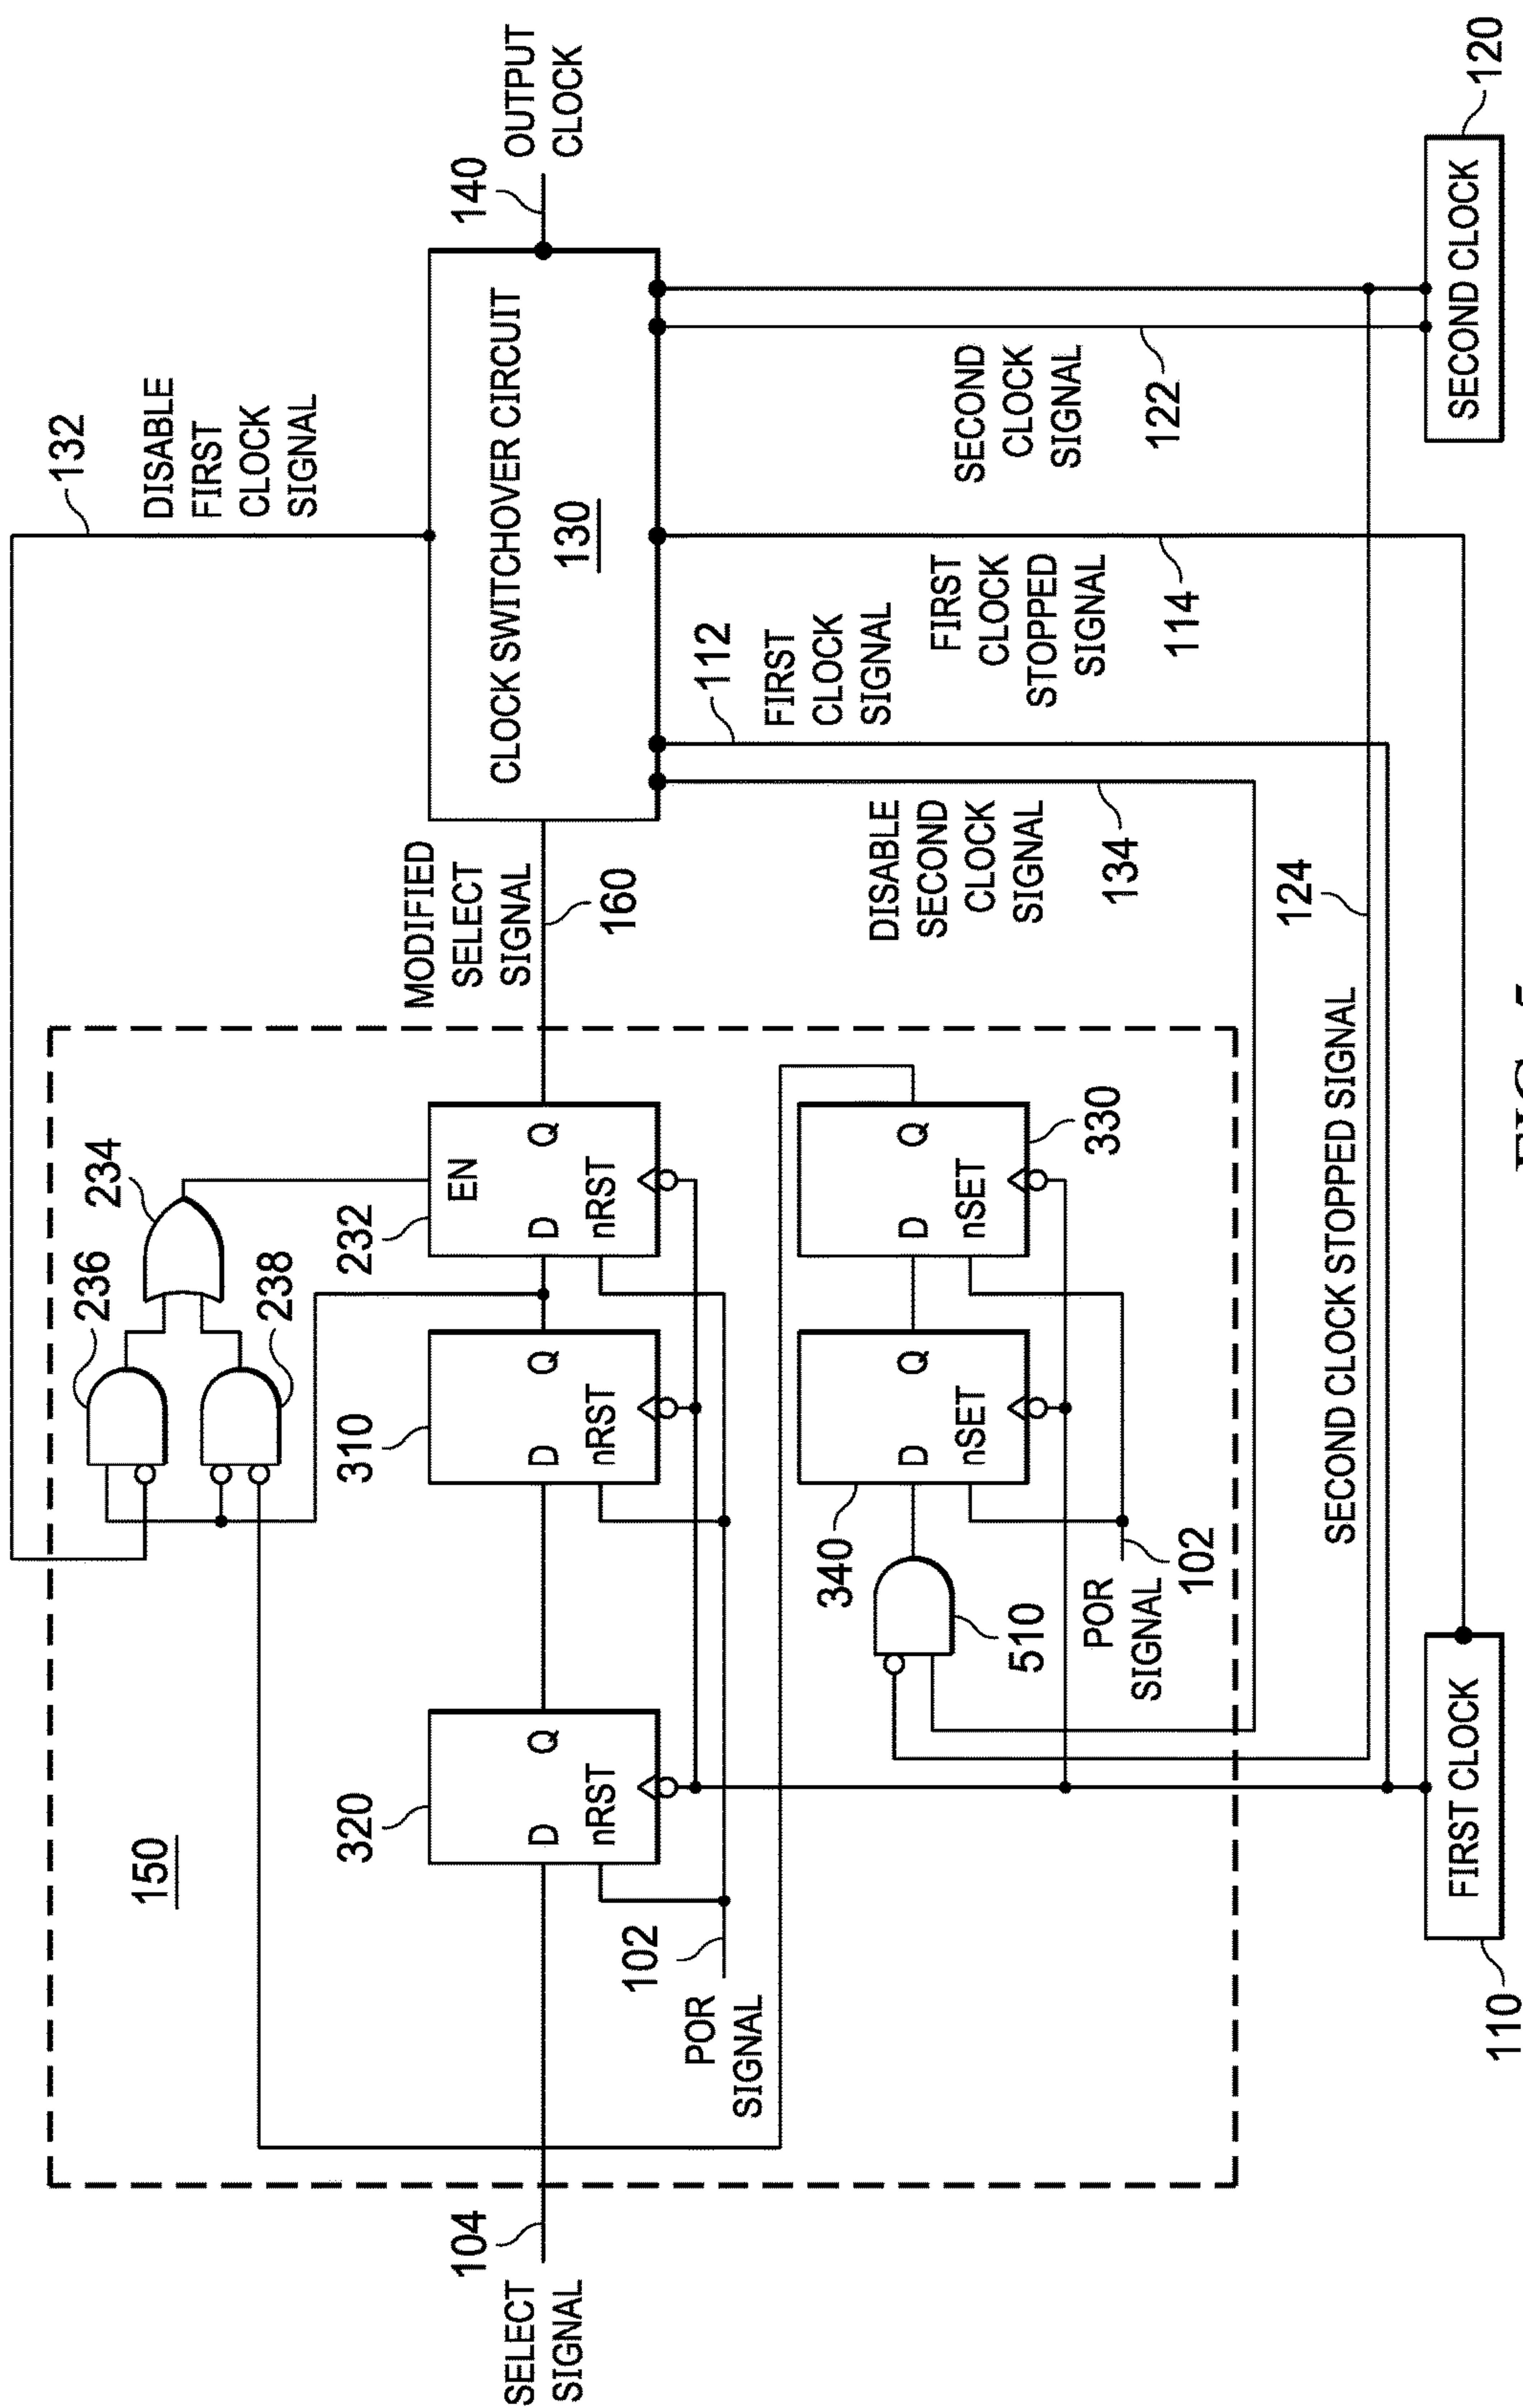 132
DISABLE
FIRST
CLOCK
SIGNAL
150
236
234
238
232
EN
D
Q
nRST
310
D
Q
nRST
320
D
Q
nRST
104
SELECT
SIGNAL
102
POR
SIGNAL
MODIFIED
SELECT
SIGNAL
160
CLOCK SWITCHOVER CIRCUIT
130
140
OUTPUT
CLOCK
340
D
Q
nSET
D
Q
nSET
330
510
POR
SIGNAL
102
112
FIRST
CLOCK
SIGNAL
DISABLE
SECOND
CLOCK
SIGNAL
134
FIRST
CLOCK
STOPPED
SIGNAL
114
SECOND
CLOCK
SIGNAL
122
124
SECOND CLOCK STOPPED SIGNAL
FIRST CLOCK
110
SECOND CLOCK
120
FIG. 5